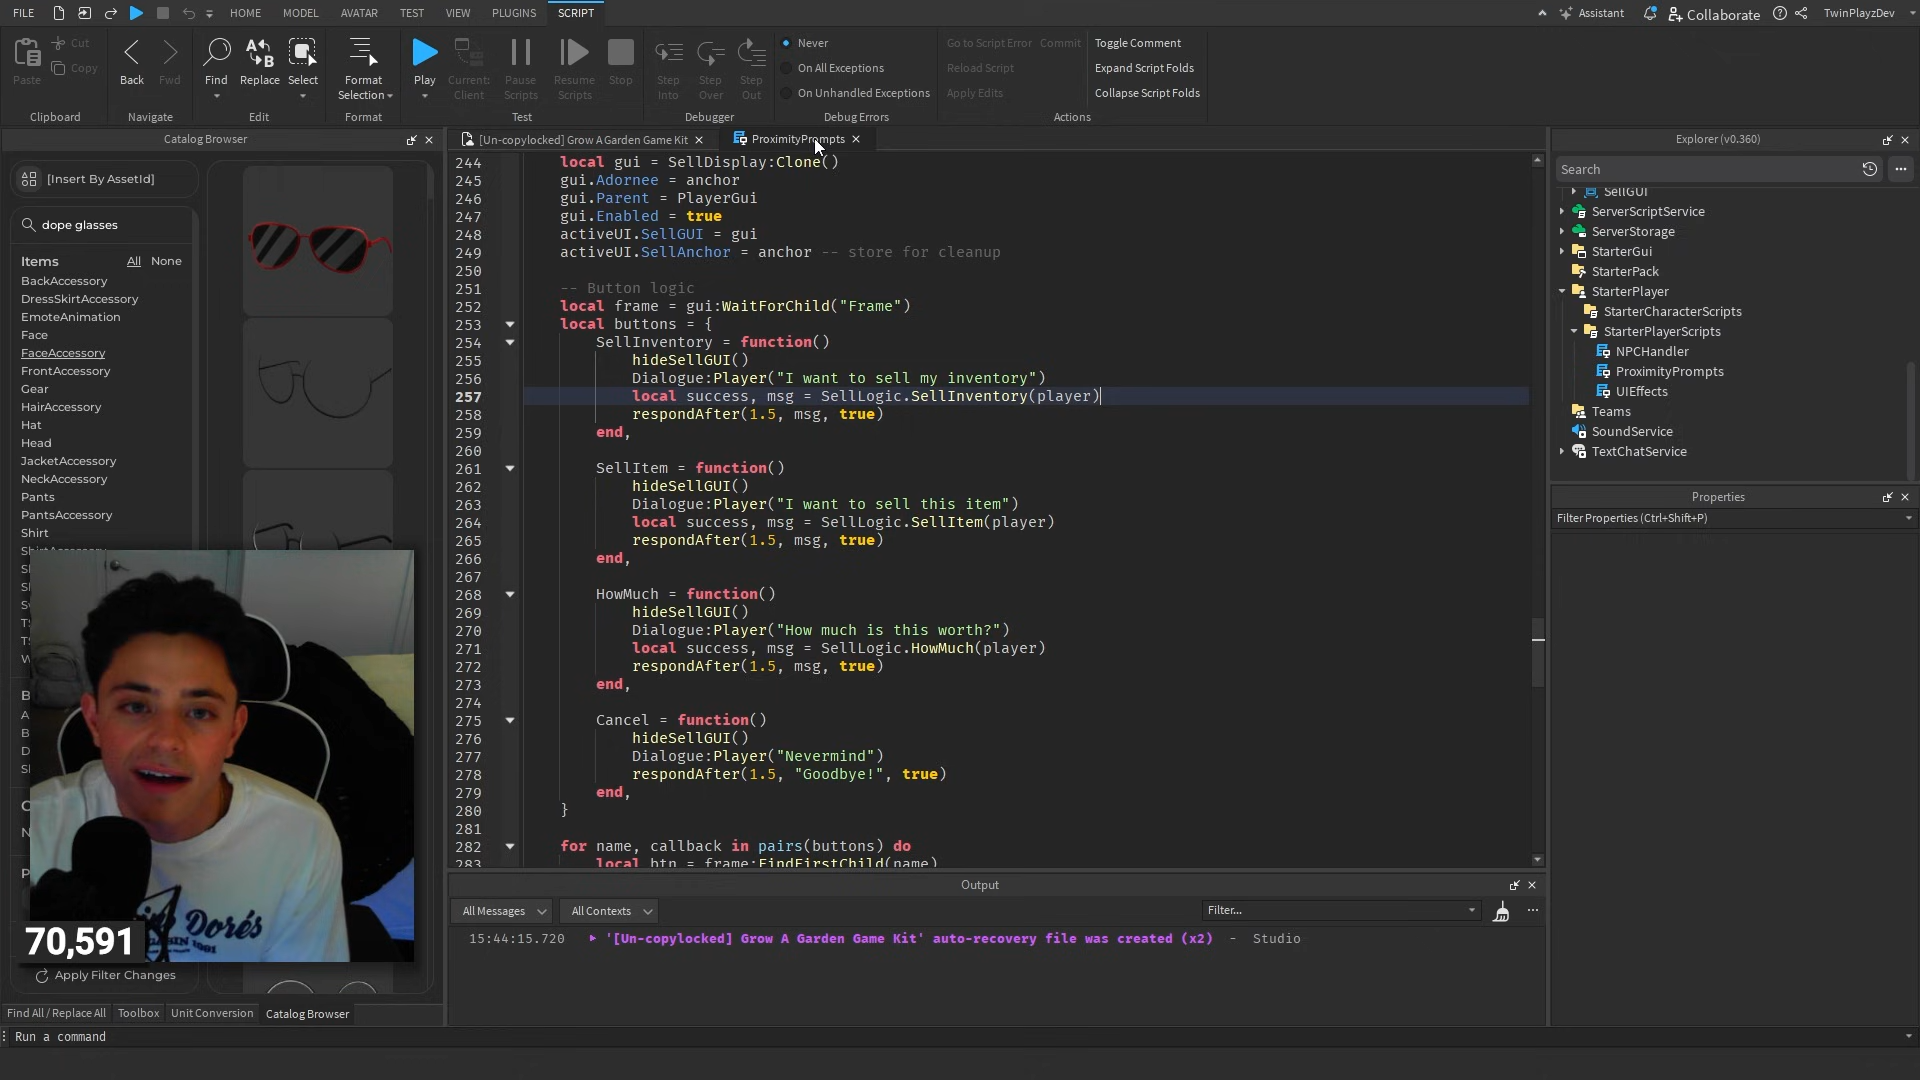 FILE HOME MODEL AVATAR TEST VIEW PLUGINS SCRIPT Assistant Collaborate TwinPlayzDev
Paste Cut Copy Clipboard
Back Fwd Navigate
Find Replace Select Edit
Format Selection Format
Play Current: Client Pause Scripts Resume Scripts Stop Test
Step Into Step Over Step Out Debugger
Never
On All Exceptions
On Unhandled Exceptions
Debug Errors
Go to Script Error Commit
Reload Script
Apply Edits
Toggle Comment
Expand Script Folds
Collapse Script Folds
Actions
Catalog Browser
[Insert By AssetId]
dope glasses
Items All None
BackAccessory
DressSkirtAccessory
EmoteAnimation
Face
FaceAccessory
FrontAccessory
Gear
HairAccessory
Hat
Head
JacketAccessory
NeckAccessory
Pants
PantsAccessory
Shirt
70,591
Apply Filter Changes
Find All / Replace All Toolbox Unit Conversion Catalog Browser
Run a command
[Un-copylocked] Grow A Garden Game Kit ProximityPrompts
244 local gui = SellDisplay:Clone()
245 gui.Adornee = anchor
246 gui.Parent = PlayerGui
247 gui.Enabled = true
248 activeUI.SellGUI = gui
249 activeUI.SellAnchor = anchor -- store for cleanup
250
251 -- Button logic
252 local frame = gui:WaitForChild("Frame")
253 local buttons = {
254 SellInventory = function()
255 hideSellGUI()
256 Dialogue:Player("I want to sell my inventory")
257 local success, msg = SellLogic.SellInventory(player)
258 respondAfter(1.5, msg, true)
259 end,
260
261 SellItem = function()
262 hideSellGUI()
263 Dialogue:Player("I want to sell this item")
264 local success, msg = SellLogic.SellItem(player)
265 respondAfter(1.5, msg, true)
266 end,
267
268 HowMuch = function()
269 hideSellGUI()
270 Dialogue:Player("How much is this worth?")
271 local success, msg = SellLogic.HowMuch(player)
272 respondAfter(1.5, msg, true)
273 end,
274
275 Cancel = function()
276 hideSellGUI()
277 Dialogue:Player("Nevermind")
278 respondAfter(1.5, "Goodbye!", true)
279 end,
280 }
281
282 for name, callback in pairs(buttons) do
283 local btn = frame:FindFirstChild(name)
Output
All Messages All Contexts Filter...
15:44:15.720 '[Un-copylocked] Grow A Garden Game Kit' auto-recovery file was created (x2) - Studio
Explorer (v0.360)
Search
SellGUI
ServerScriptService
ServerStorage
StarterGui
StarterPack
StarterPlayer
StarterCharacterScripts
StarterPlayerScripts
NPCHandler
ProximityPrompts
UIEffects
Teams
SoundService
TextChatService
Properties
Filter Properties (Ctrl+Shift+P)